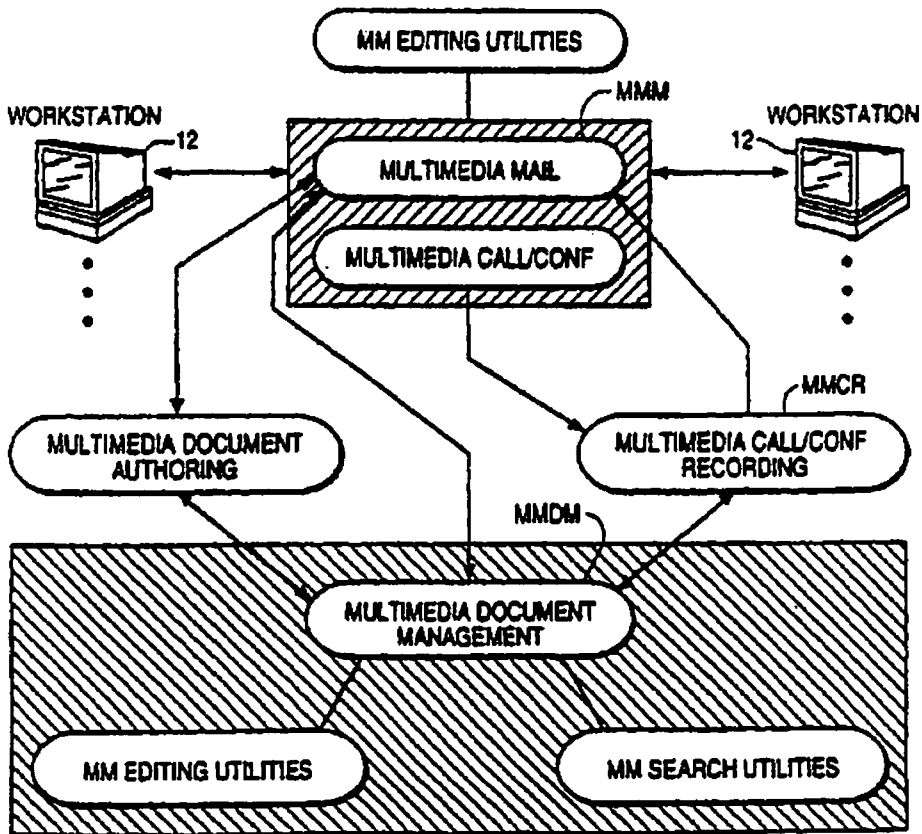 MM EDITING UTILITIES
MMM
WORKSTATION
12
WORKSTATION
12
MULTIMEDIA MAIL
MULTIMEDIA CALL/CONF
MMCR
MULTIMEDIA DOCUMENT
AUTHORING
MULTIMEDIA CALL/CONF
RECORDING
MMDM
MULTIMEDIA DOCUMENT
MANAGEMENT
MM EDITING UTILITIES
MM SEARCH UTILITIES